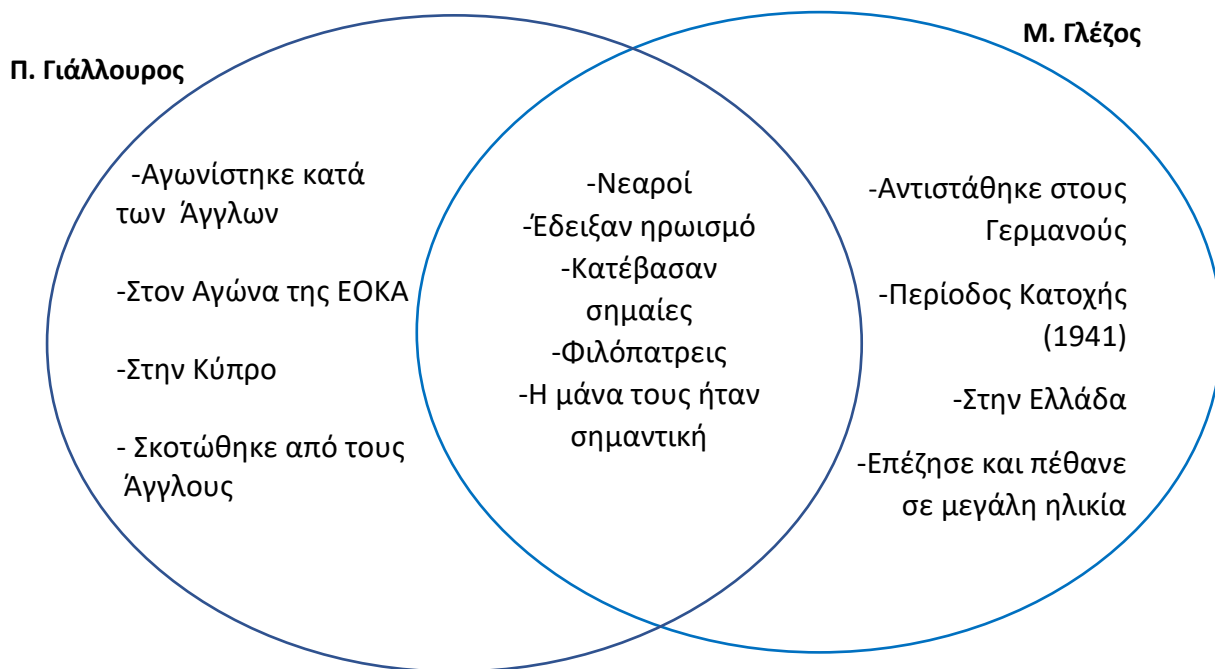 Μ. Γλέζος
Π. Γιάλλουρος
-Αγωνίστηκε κατά
των Άγγλων
-Στον Αγώνα της ΕΟΚΑ
-Στην Κύπρο
- Σκοτώθηκε από τους
Άγγλους
-Νεαροί
-Έδειξαν ηρωισμό
-Κατέβασαν
σημαίες
-Φιλόπατρεις
-Η μάνα τους ήταν
σημαντική
-Αντιστάθηκε στους
Γερμανούς
-Περίοδος Κατοχής
(1941)
-Στην Ελλάδα
-Επέζησε και πέθανε
σε μεγάλη ηλικία